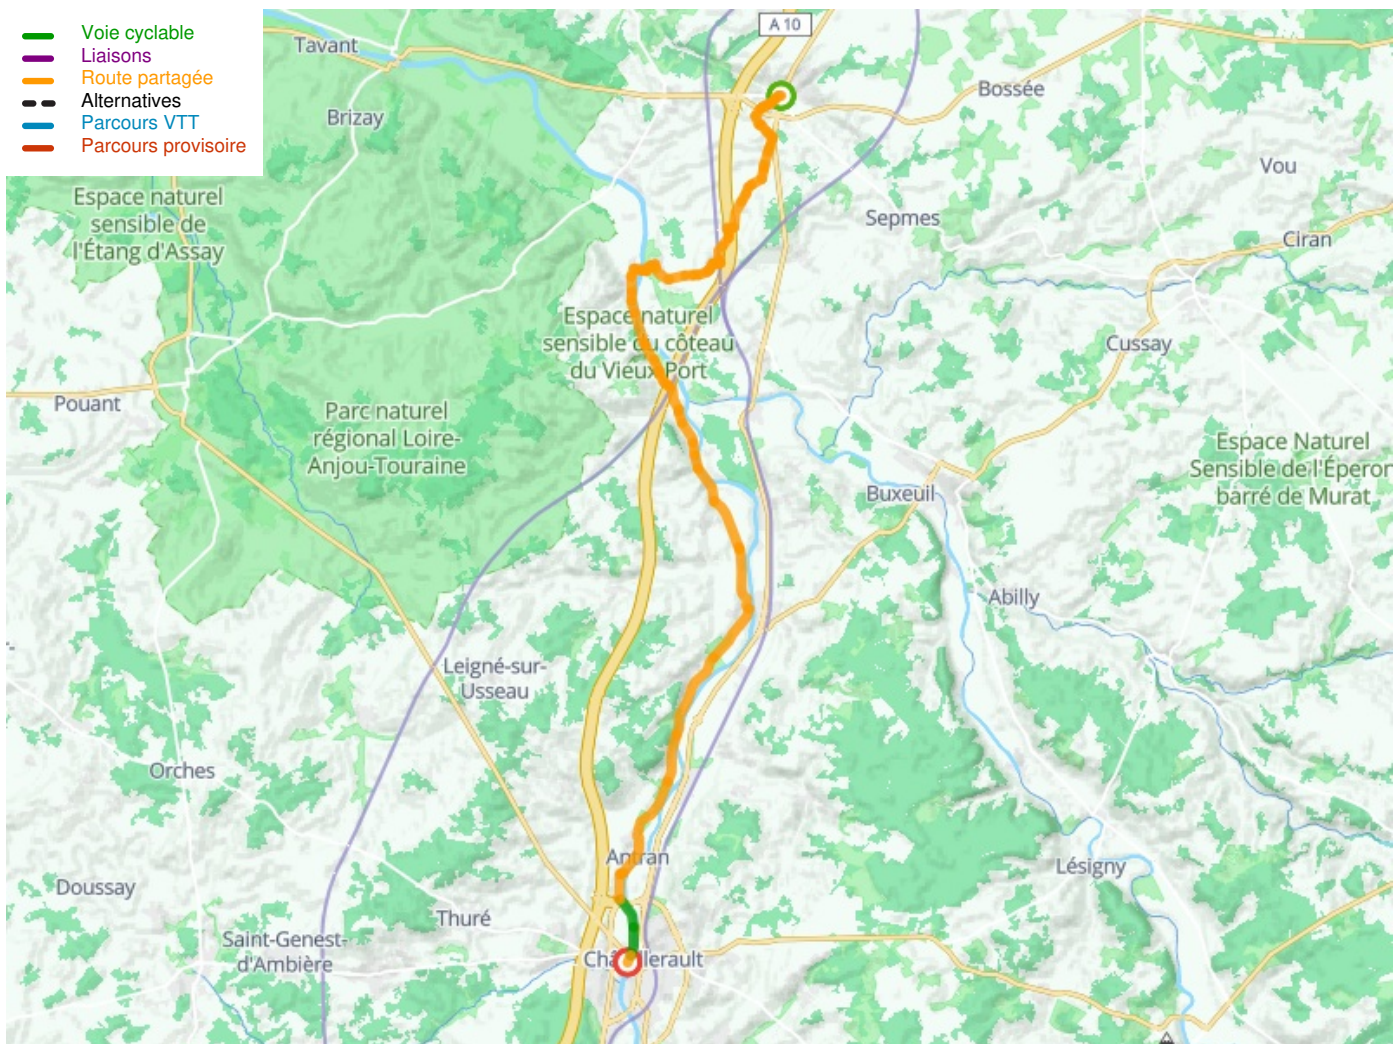 Voie cyclable
Liaisons
Route partagée
Alternatives
Parcours VTT
Parcours provisoire
A 10
Tavant
Bossée
Brizay
Vou
Espace naturel
sensible de
l'Étang d'Assay
Sepmes
Ciran
Espace naturel
sensible du côteau
du Vieux Port
Cussay
Pouant
Parc naturel
régional Loire-
Anjou-Touraine
Espace Naturel
Sensible de l'Éperon
barré de Murat
Buxeuil
Abilly
Leigné-sur-
Usseau
Orches
Antran
Lésigny
Doussay
Thuré
Saint-Genest-
d'Ambière
Châtellerault